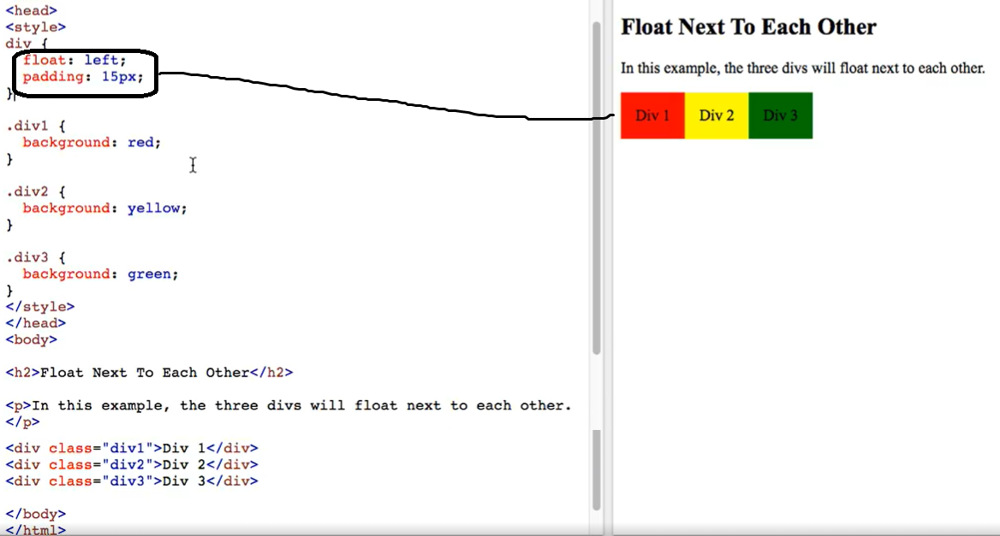 <head>
<style>
div {
  float: left;
  padding: 15px;
}
.div1 {
  background: red;
}
.div2 {
  background: yellow;
}
.div3 {
  background: green;
}
</style>
</head>
<body>
<h2>Float Next To Each Other</h2>
<p>In this example, the three divs will float next to each other.
</p>
<div class="div1">Div 1</div>
<div class="div2">Div 2</div>
<div class="div3">Div 3</div>
</body>
</html>
Float Next To Each Other
In this example, the three divs will float next to each other.
Div 1 Div 2 Div 3